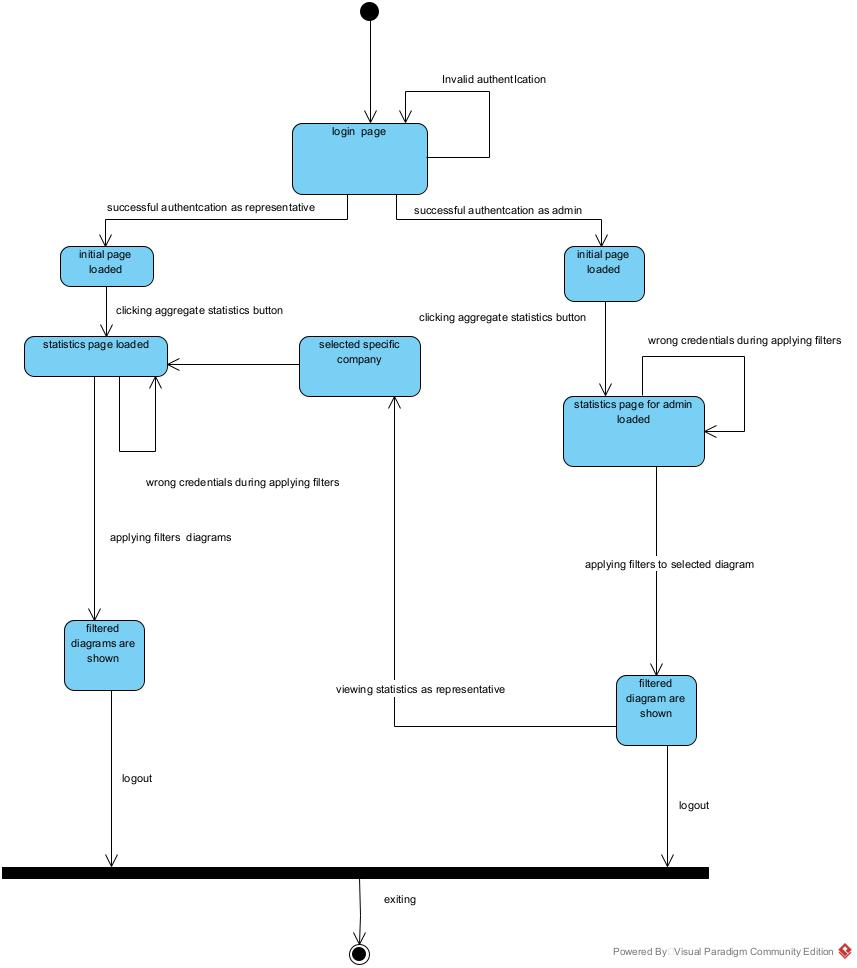 Invalid authentication
login page
successful authentcation as representative
successful authentcation as admin
initial page
loaded
initial page
loaded
clicking aggregate statistics button
clicking aggregate statistics button
statistics page loaded
selected specific
company
wrong credentials during applying filters
statistics page for admin
loaded
wrong credentials during applying filters
applying filters diagrams
applying filters to selected diagram
filtered
diagrams are
shown
viewing statistics as representative
filtered
diagram are
shown
logout
logout
exiting
Powered By Visual Paradigm Community Edition